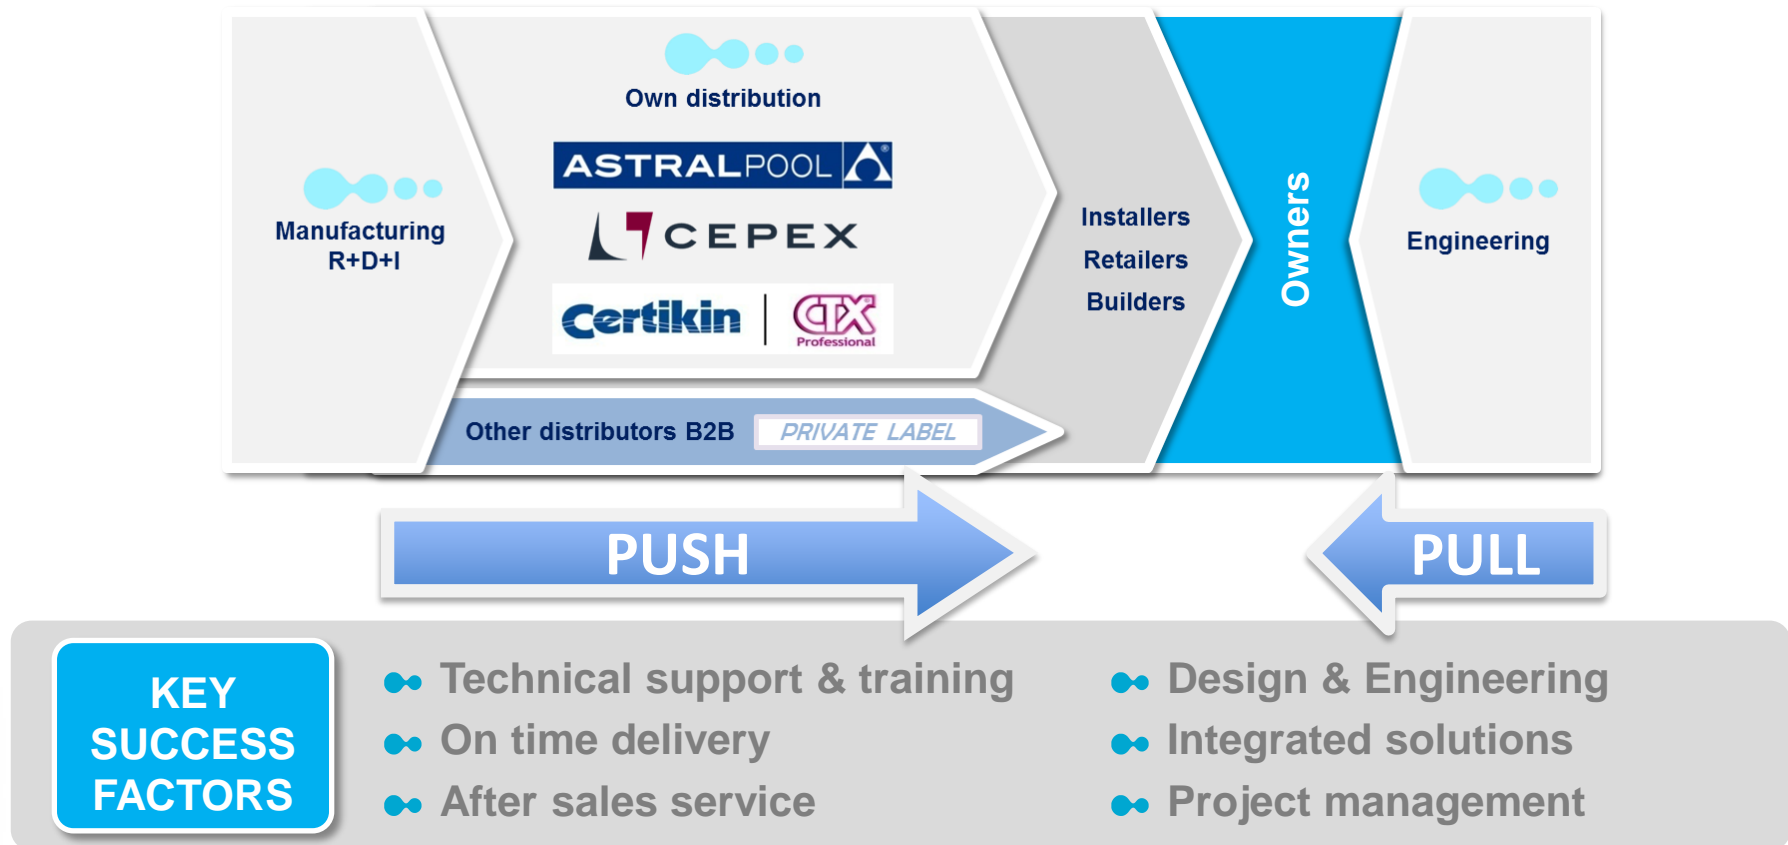 Manufacturing
R+D+I
Own distribution
ASTRALPOOL ®
CEPEX
Certikin
CTX
Professional
Other distributors B2B
PRIVATE LABEL
Installers
Retailers
Builders
Owners
Engineering
PUSH
PULL
KEY
SUCCESS
FACTORS
Technical support & training
On time delivery
After sales service
Design & Engineering
Integrated solutions
Project management